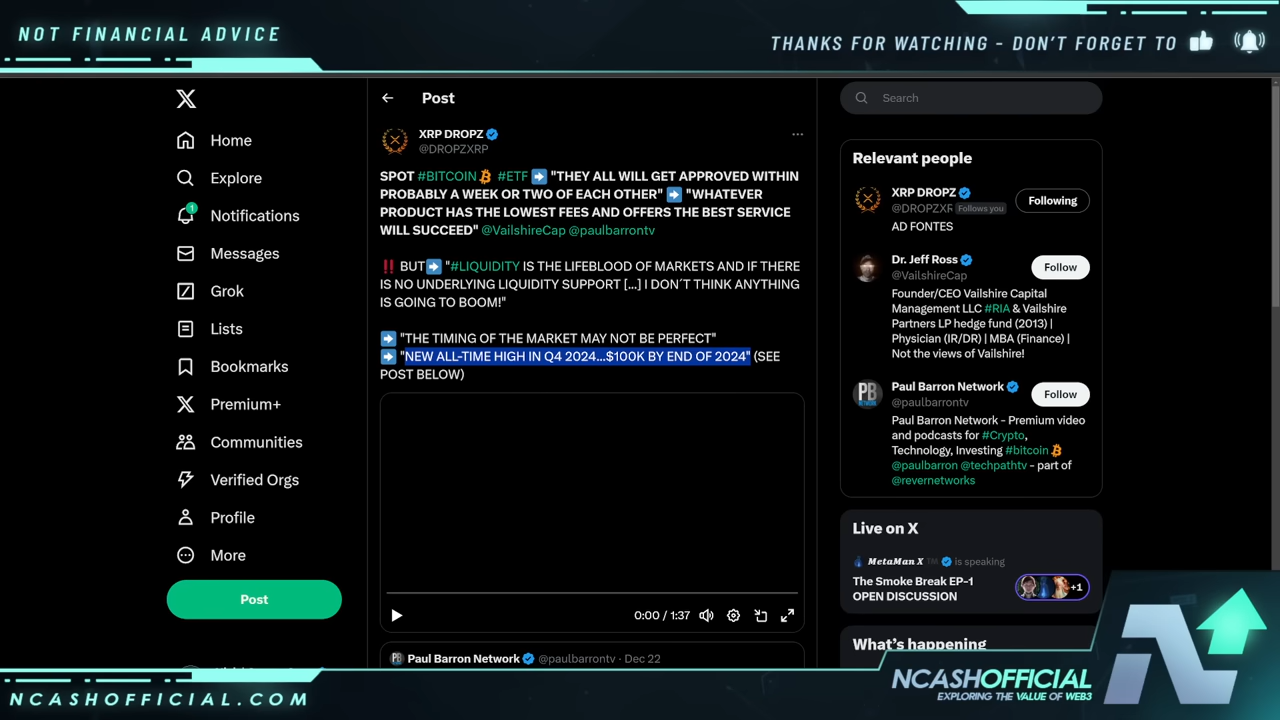 NOT FINANCIAL ADVICE
THANKS FOR WATCHING - DON'T FORGET TO
Home
Explore
1
Notifications
Messages
Grok
Lists
Bookmarks
Premium+
Communities
Verified Orgs
Profile
More
Post
Post
XRP DROPZ
@DROPZXRP
SPOT #BITCOIN #ETF ➡️ "THEY ALL WILL GET APPROVED WITHIN
PROBABLY A WEEK OR TWO OF EACH OTHER" ➡️ "WHATEVER
PRODUCT HAS THE LOWEST FEES AND OFFERS THE BEST SERVICE
WILL SUCCEED" @VailshireCap @paulbarrontv
‼️ BUT➡️ "#LIQUIDITY IS THE LIFEBLOOD OF MARKETS AND IF THERE
IS NO UNDERLYING LIQUIDITY SUPPORT [...] I DON´T THINK ANYTHING
IS GOING TO BOOM!"
➡️ "THE TIMING OF THE MARKET MAY NOT BE PERFECT"
➡️ "NEW ALL-TIME HIGH IN Q4 2024...$100K BY END OF 2024" (SEE
POST BELOW)
0:00 / 1:37
Paul Barron Network @paulbarrontv · Dec 22
Search
Relevant people
XRP DROPZ
@DROPZXR Follows you
Following
AD FONTES
Dr. Jeff Ross
@VailshireCap
Follow
Founder/CEO Vailshire Capital
Management LLC #RIA & Vailshire
Partners LP hedge fund (2013) |
Physician (IR/DR) | MBA (Finance) |
Not the views of Vailshire!
Paul Barron Network
@paulbarrontv
Follow
Paul Barron Network - Premium video
and podcasts for #Crypto,
Technology, Investing #bitcoin
@paulbarron @techpathtv - part of
@revernetworks
Live on X
MetaMan X is speaking
The Smoke Break EP-1
OPEN DISCUSSION
+1
What's happening
NCASHOFFICIAL.COM
NCASHOFFICIAL
EXPLORING THE VALUE OF WEB3